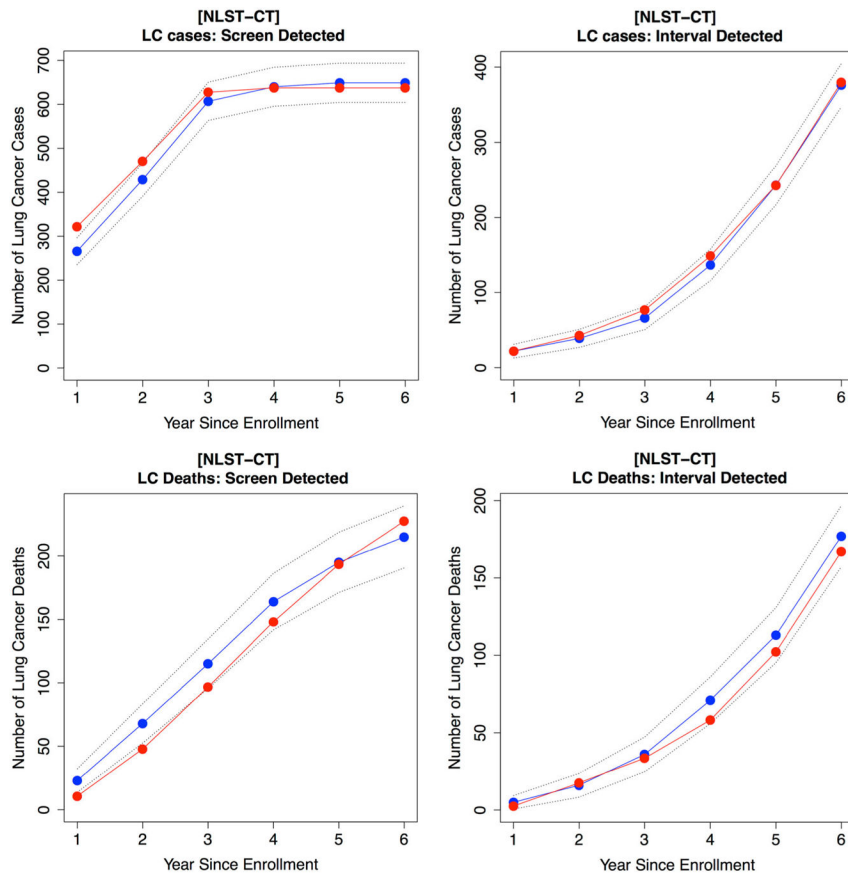 [NLST–CT]
LC cases: Screen Detected
Number of Lung Cancer Cases
700
600
500
400
300
200
100
0
1 2 3 4 5 6
Year Since Enrollment
[NLST–CT]
LC cases: Interval Detected
Number of Lung Cancer Cases
400
300
200
100
0
1 2 3 4 5 6
Year Since Enrollment
[NLST–CT]
LC Deaths: Screen Detected
Number of Lung Cancer Deaths
200
150
100
50
0
1 2 3 4 5 6
Year Since Enrollment
[NLST–CT]
LC Deaths: Interval Detected
Number of Lung Cancer Deaths
200
150
100
50
0
1 2 3 4 5 6
Year Since Enrollment